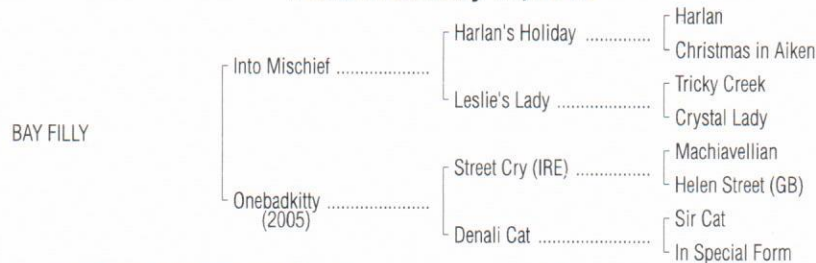 Harlan
Harlan's Holiday ..............
Christmas in Aiken
Into Mischief ....................
Tricky Creek
Leslie's Lady ...................
Crystal Lady
BAY FILLY
Machiavellian
Street Cry (IRE) ................
Helen Street (GB)
Onebadkitty ......................
(2005)
Sir Cat
Denali Cat ........................
In Special Form